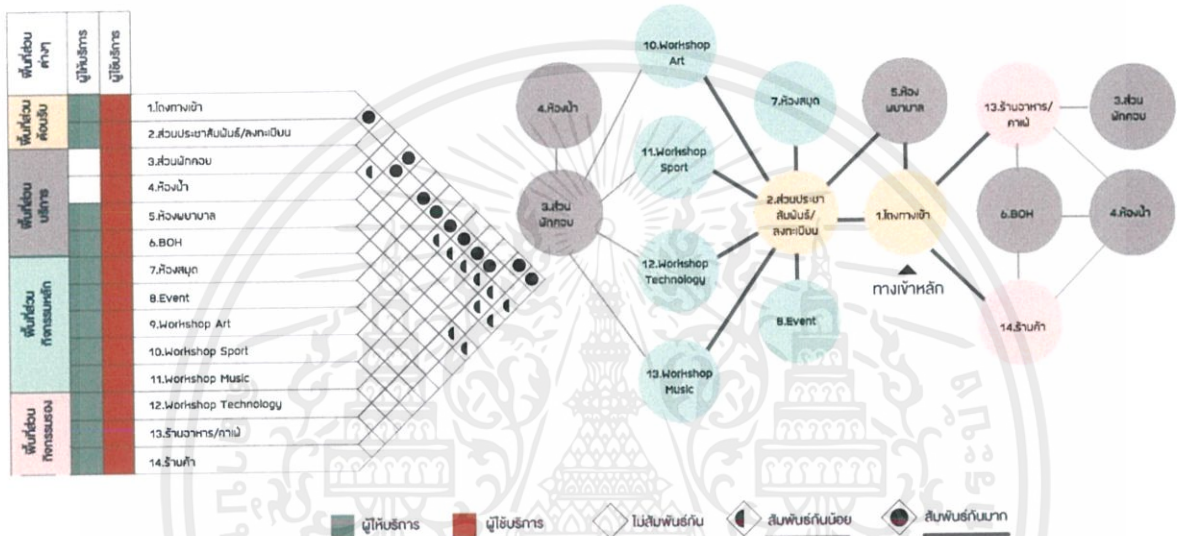 พื้นที่ส่วน
ต่างๆ
ผู้ให้บริการ
ผู้ใช้บริการ
พื้นที่ส่วน
ต้อนรับ
พื้นที่ส่วน
บริการ
พื้นที่ส่วน
กิจกรรมหลัก
พื้นที่ส่วน
กิจกรรมรอง
1.โถงทางเข้า
2.ส่วนประชาสัมพันธ์/ลงทะเบียน
3.ส่วนพักคอย
4.ห้องน้ำ
5.ห้องพยาบาล
6.BOH
7.ห้องสมุด
8.Event
9.Workshop Art
10.Workshop Sport
11.Workshop Music
12.Workshop Technology
13.ร้านอาหาร/คาเฟ่
14.ร้านค้า
4.ห้องน้ำ
3.ส่วน
พักคอย
10.Workshop
Art
11.Workshop
Sport
12.Workshop
Technology
13.Workshop
Music
7.ห้องสมุด
2.ส่วนประชา
สัมพันธ์/
ลงทะเบียน
8.Event
5.ห้อง
พยาบาล
1.โถงทางเข้า
ทางเข้าหลัก
13.ร้านอาหาร/
คาเฟ่
6.BOH
14.ร้านค้า
3.ส่วน
พักคอย
4.ห้องน้ำ
ผู้ให้บริการ
ผู้ใช้บริการ
ไม่สัมพันธ์กัน
สัมพันธ์กันน้อย
สัมพันธ์กันมาก